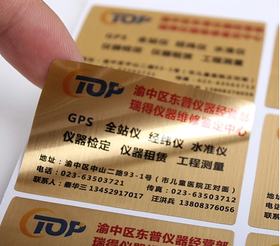 TOP
渝中区东普仪器经营部
瑞得仪器维修鉴定中心
GPS 全站仪 经纬仪 水准仪
仪器检定 仪器租赁 工程测量
地址：渝中区中山二路93-1号（市儿童医院正对面）
电话：023-63503721 传真：023-63503712
联系人：秦华三 13452917017 汪洪兵 13808376056
TOP
渝中区东普仪器经营部